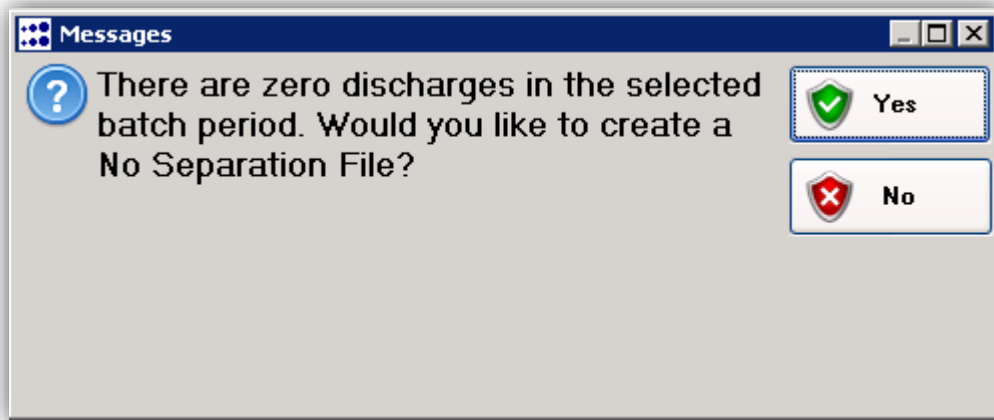 Messages
There are zero discharges in the selected
batch period. Would you like to create a
No Separation File?
Yes
No